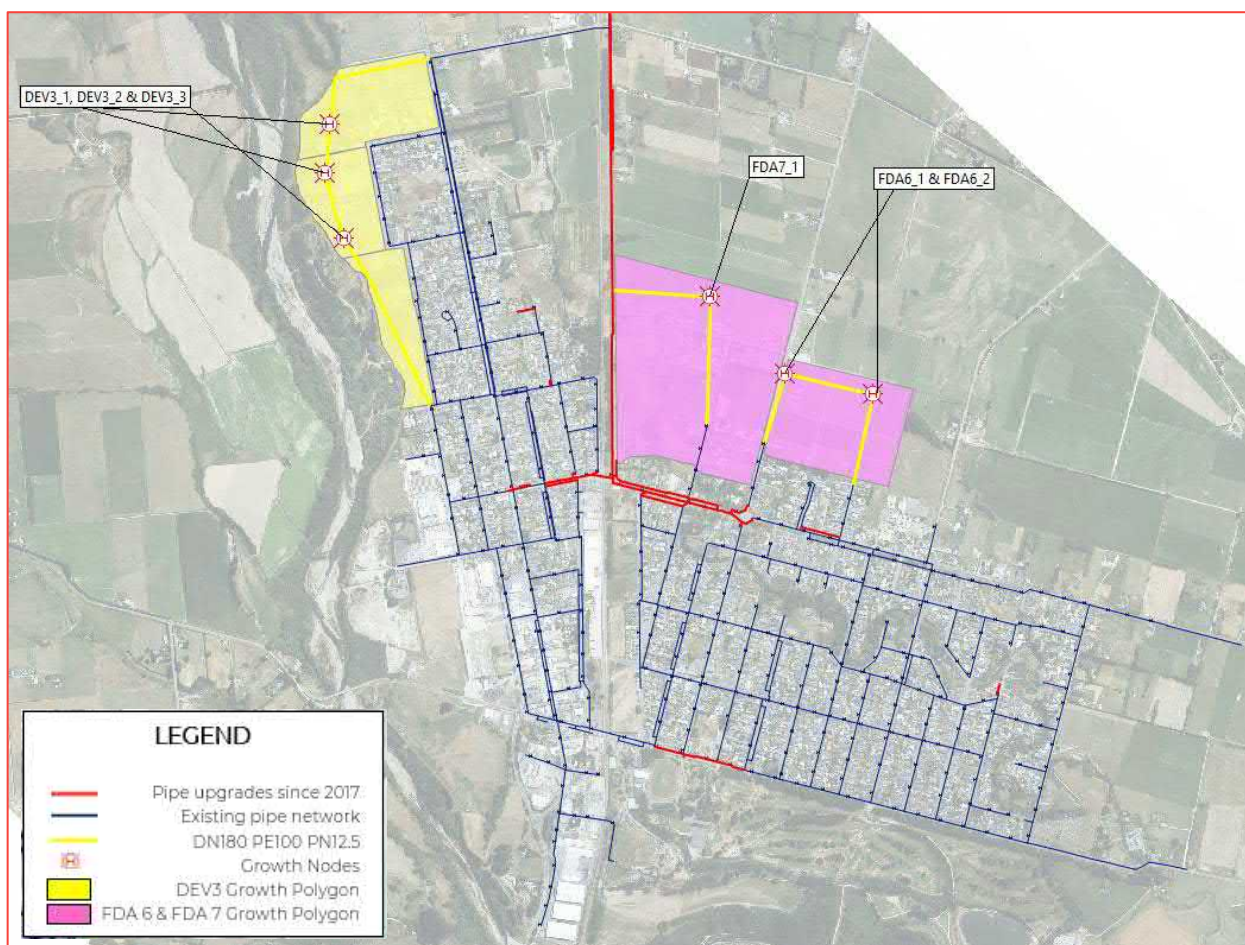 DEV3_1, DEV3_2 & DEV3_3
FDA7_1
FDA6_1 & FDA6_2
LEGEND
Pipe upgrades since 2017
Existing pipe network
DN180 PE100 PN12.5
Growth Nodes
DEV3 Growth Polygon
FDA 6 & FDA 7 Growth Polygon